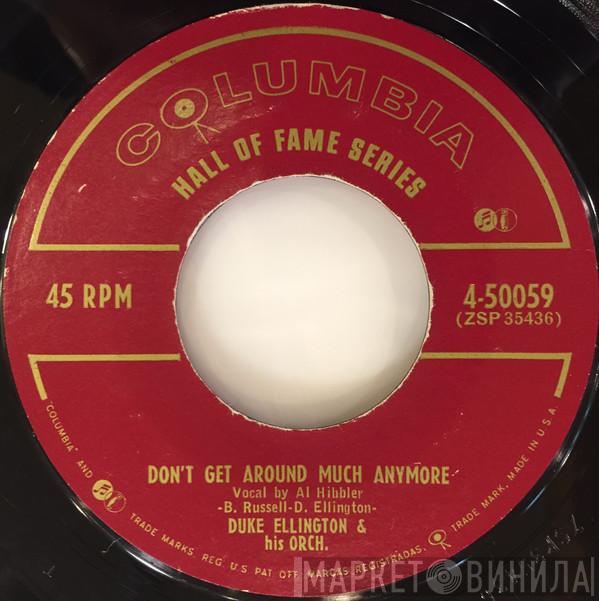 COLUMBIA
HALL OF FAME SERIES
45 RPM
4-50059
(ZSP 35436)
DON'T GET AROUND MUCH ANYMORE
Vocal by Al Hibbler
-B. Russell-D. Ellington-
DUKE ELLINGTON &
his ORCH.
"COLUMBIA" AND TRADE MARKS REG. U S PAT OFF. MARCAS REGISTRADAS. TRADE MARK, MADE IN U.S.A.
МАРКЕТ ВИНИЛА